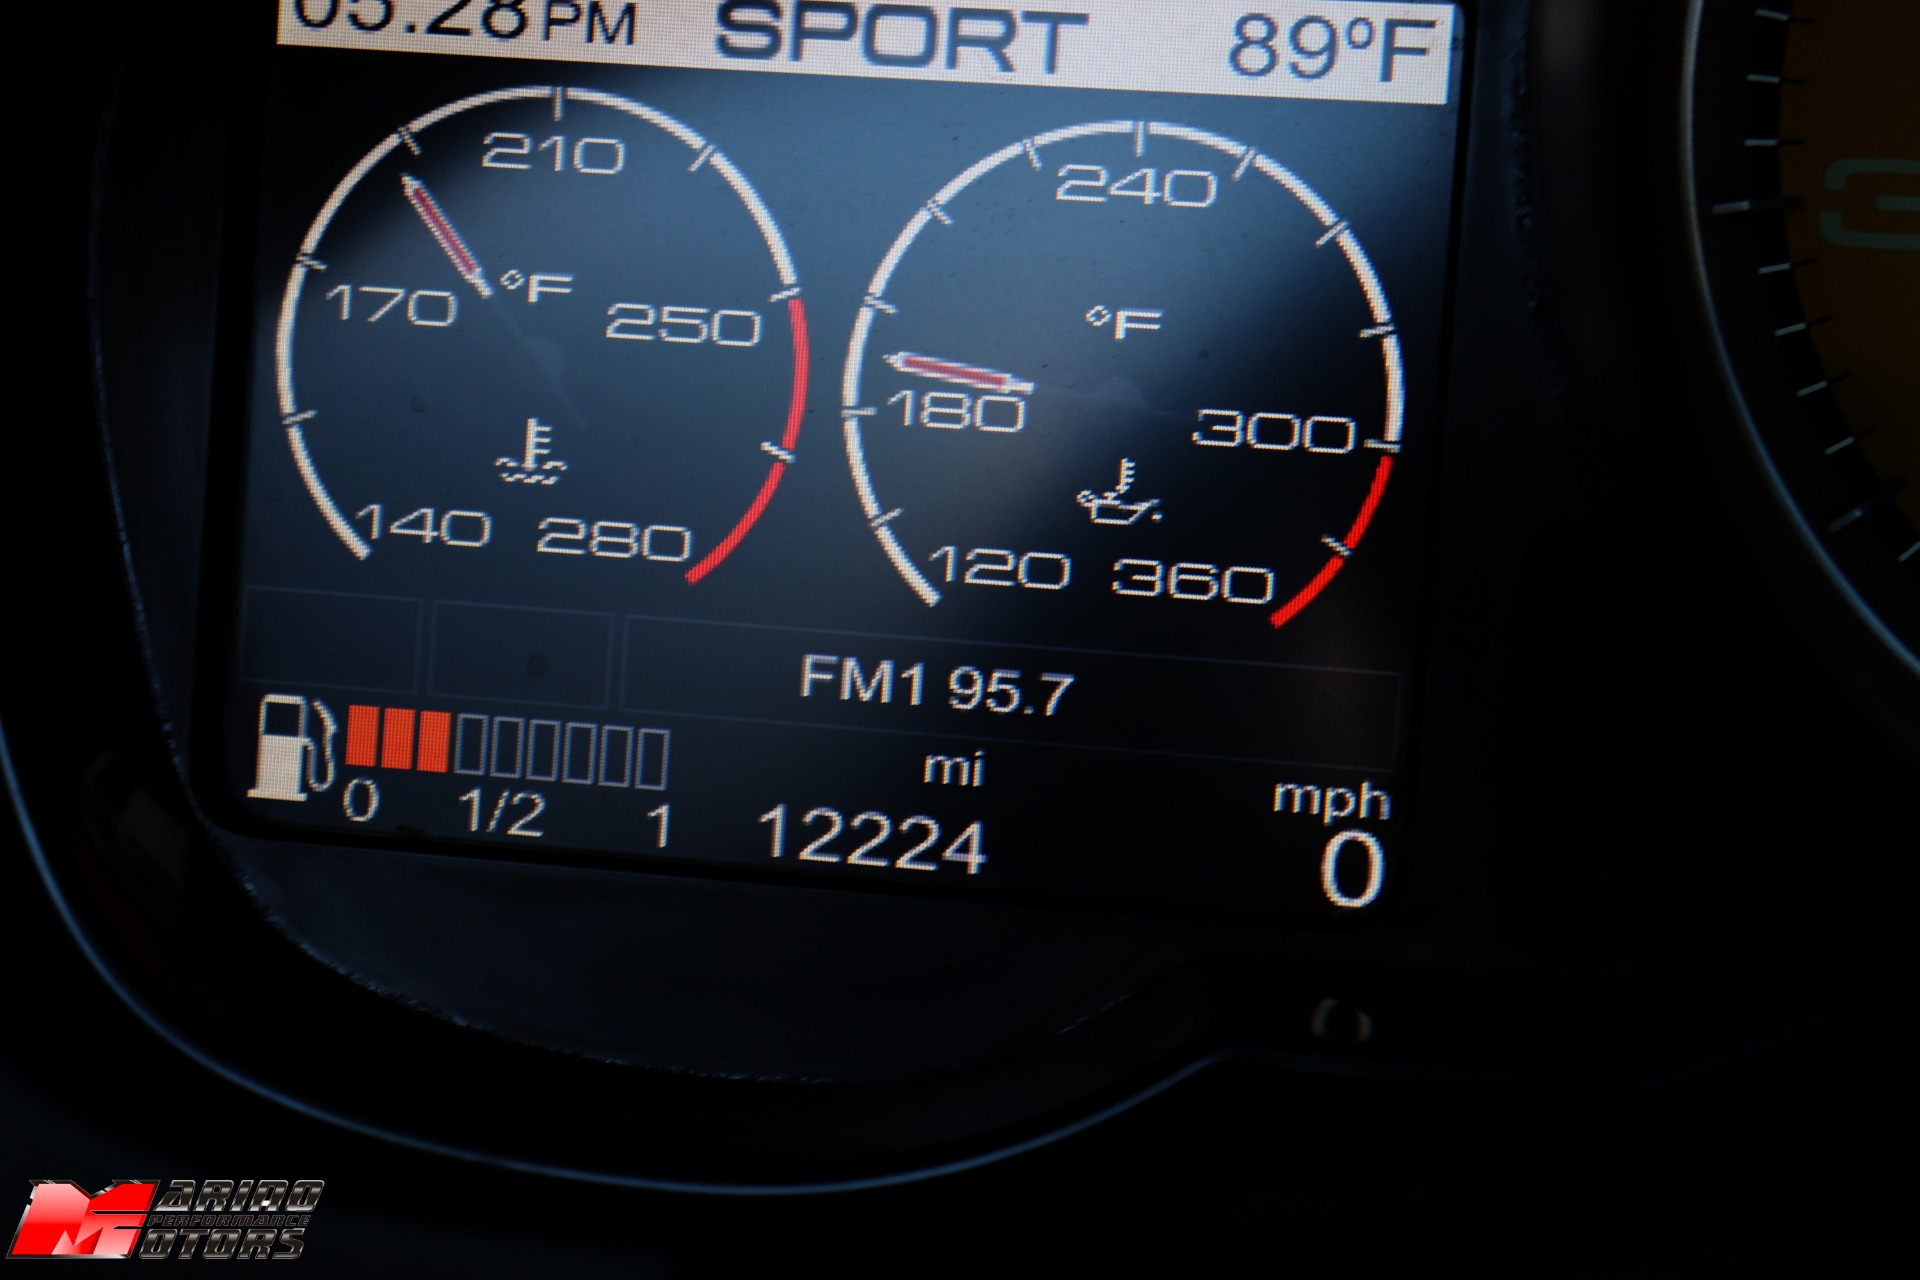 05:28 PM SPORT 89°F
210
170 °F 250
140 280
240
°F
180 300
120 360
FM1 95.7
mi
mph
0 1/2 1
12224
0
MARINO
PERFORMANCE
MOTORS